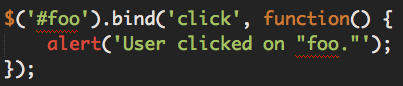 $('#foo').bind('click', function() {
    alert('User clicked on "foo."');
});